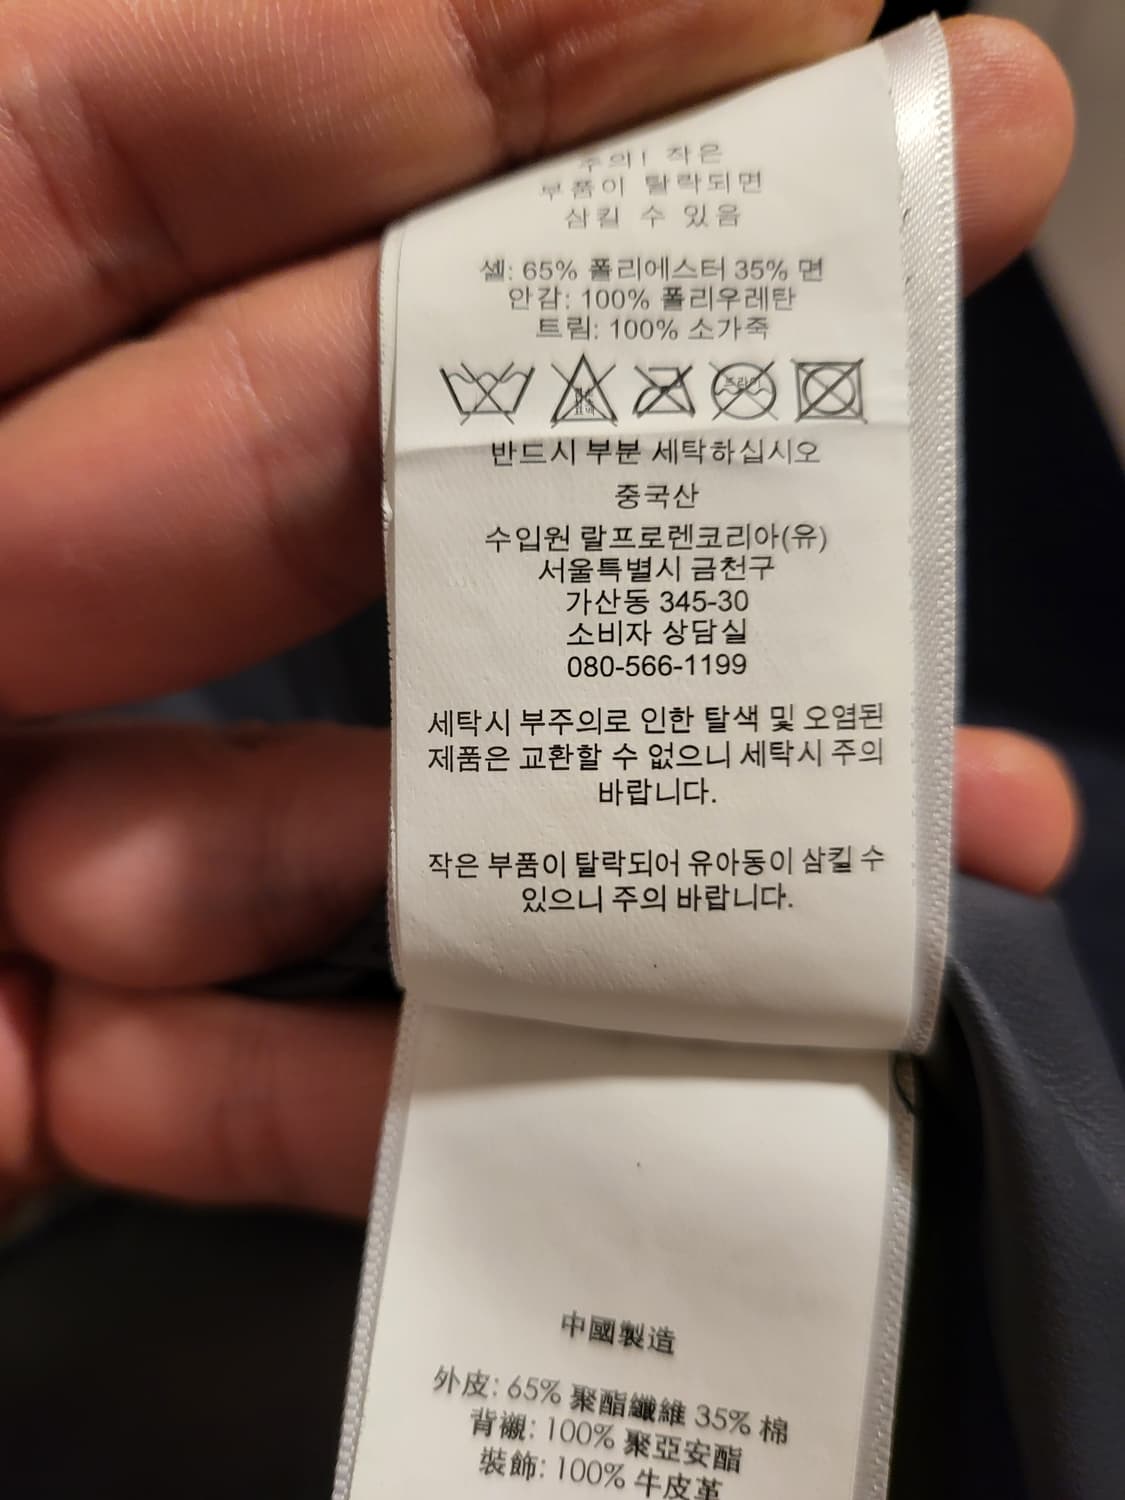 주의! 작은
부품이 탈락되면
삼킬 수 있음
셸: 65% 폴리에스터 35% 면
안감: 100% 폴리우레탄
트림: 100% 소가죽
드라이
반드시 부분 세탁하십시오
중국산
수입원 랄프로렌코리아(유)
서울특별시 금천구
가산동 345-30
소비자 상담실
080-566-1199
세탁시 부주의로 인한 탈색 및 오염된
제품은 교환할 수 없으니 세탁시 주의
바랍니다.
작은 부품이 탈락되어 유아동이 삼킬 수
있으니 주의 바랍니다.
中國製造
外皮: 65% 聚酯纖維 35% 棉
背襯: 100% 聚亞安酯
裝飾: 100% 牛皮革